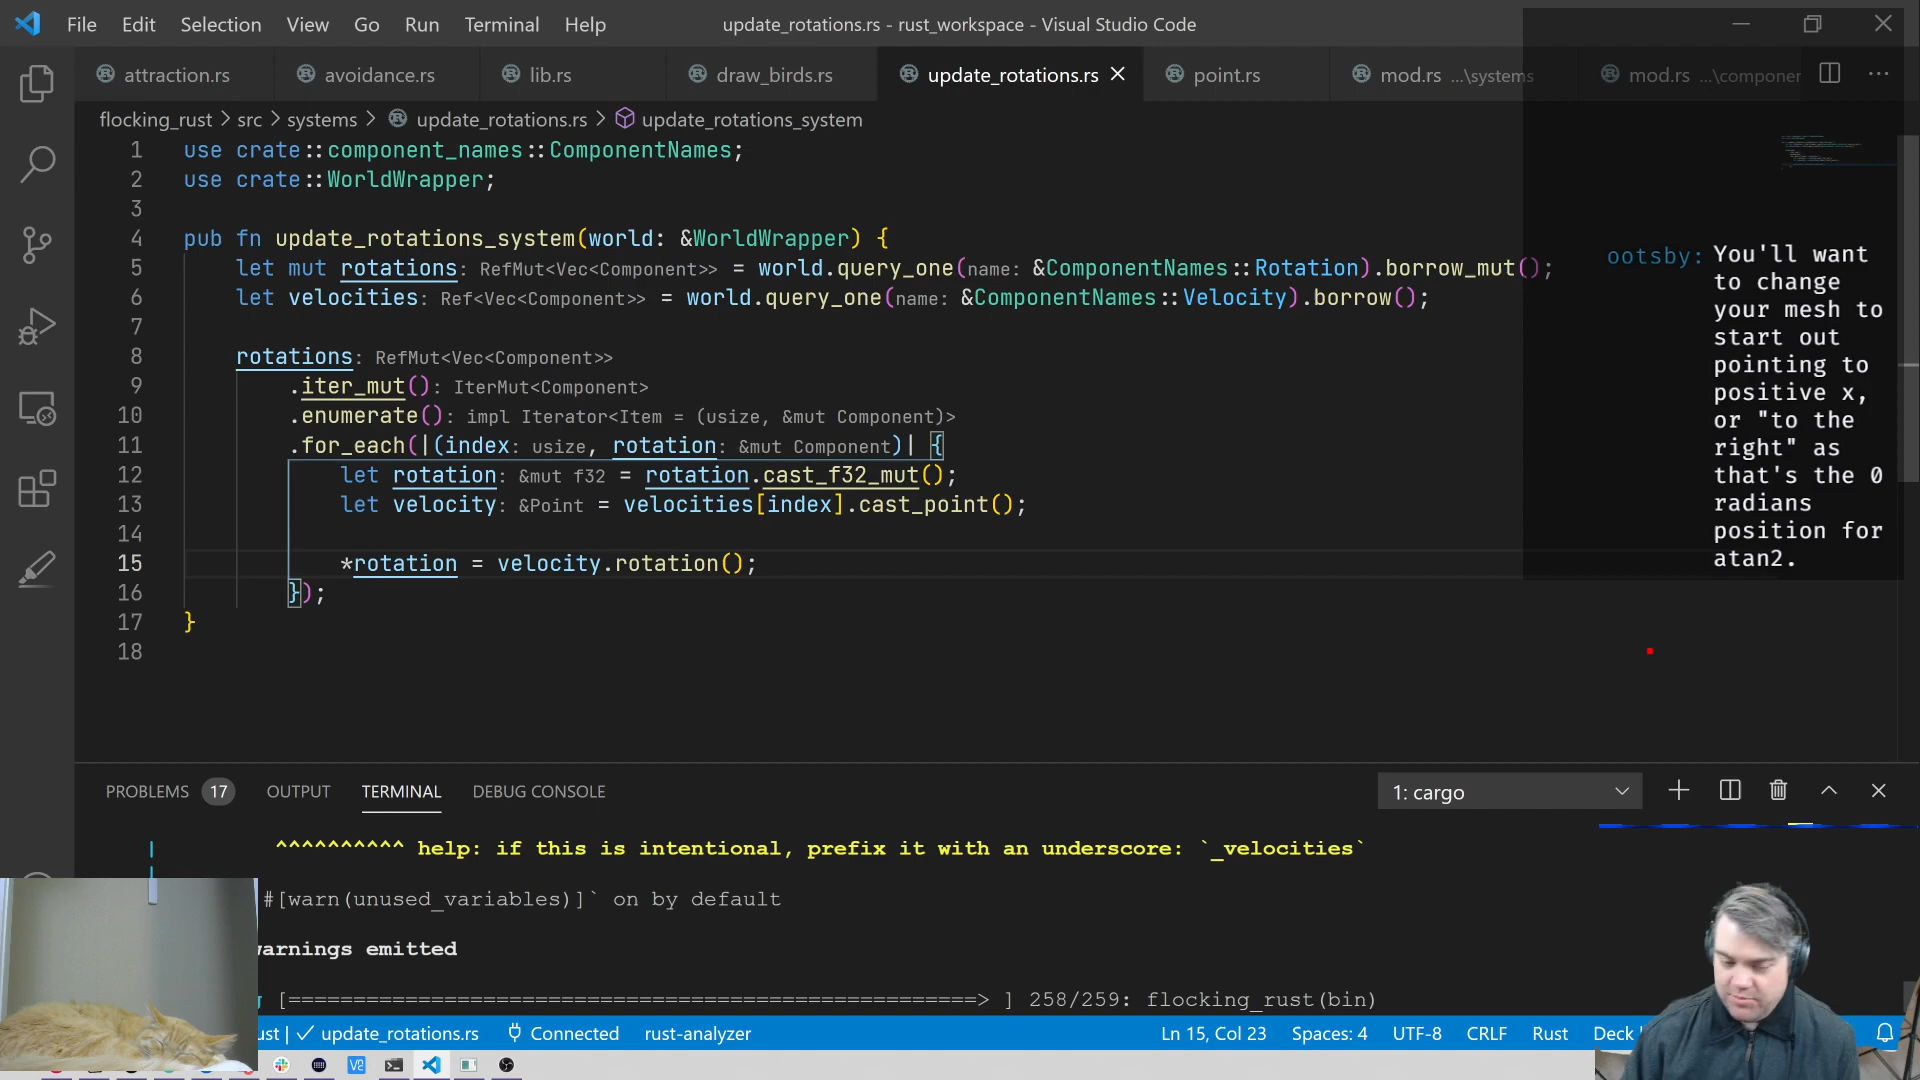 File Edit Selection View Go Run Terminal Help update_rotations.rs - rust_workspace - Visual Studio Code
attraction.rs avoidance.rs lib.rs draw_birds.rs update_rotations.rs point.rs mod.rs ...\systems mod.rs ...\componen
flocking_rust > src > systems > update_rotations.rs > update_rotations_system
1 use crate::component_names::ComponentNames;
2 use crate::WorldWrapper;
3
4 pub fn update_rotations_system(world: &WorldWrapper) {
5 let mut rotations: RefMut<Vec<Component>> = world.query_one(name: &ComponentNames::Rotation).borrow_mut();
6 let velocities: Ref<Vec<Component>> = world.query_one(name: &ComponentNames::Velocity).borrow();
7
8 rotations: RefMut<Vec<Component>>
9 .iter_mut(): IterMut<Component>
10 .enumerate(): impl Iterator<Item = (usize, &mut Component)>
11 .for_each(|(index: usize, rotation: &mut Component)| {
12 let rotation: &mut f32 = rotation.cast_f32_mut();
13 let velocity: &Point = velocities[index].cast_point();
14
15 *rotation = velocity.rotation();
16 });
17 }
18
ootsby: You'll want
to change
your mesh to
start out
pointing to
positive x,
or "to the
right" as
that's the 0
radians
position for
atan2.
PROBLEMS 17 OUTPUT TERMINAL DEBUG CONSOLE 1: cargo
| ^^^^^^^^^^ help: if this is intentional, prefix it with an underscore: `_velocities`
#[warn(unused_variables)]` on by default
warnings emitted
[=====================================================> ] 258/259: flocking_rust(bin)
ust | ✓ update_rotations.rs Connected rust-analyzer Ln 15, Col 23 Spaces: 4 UTF-8 CRLF Rust Deck